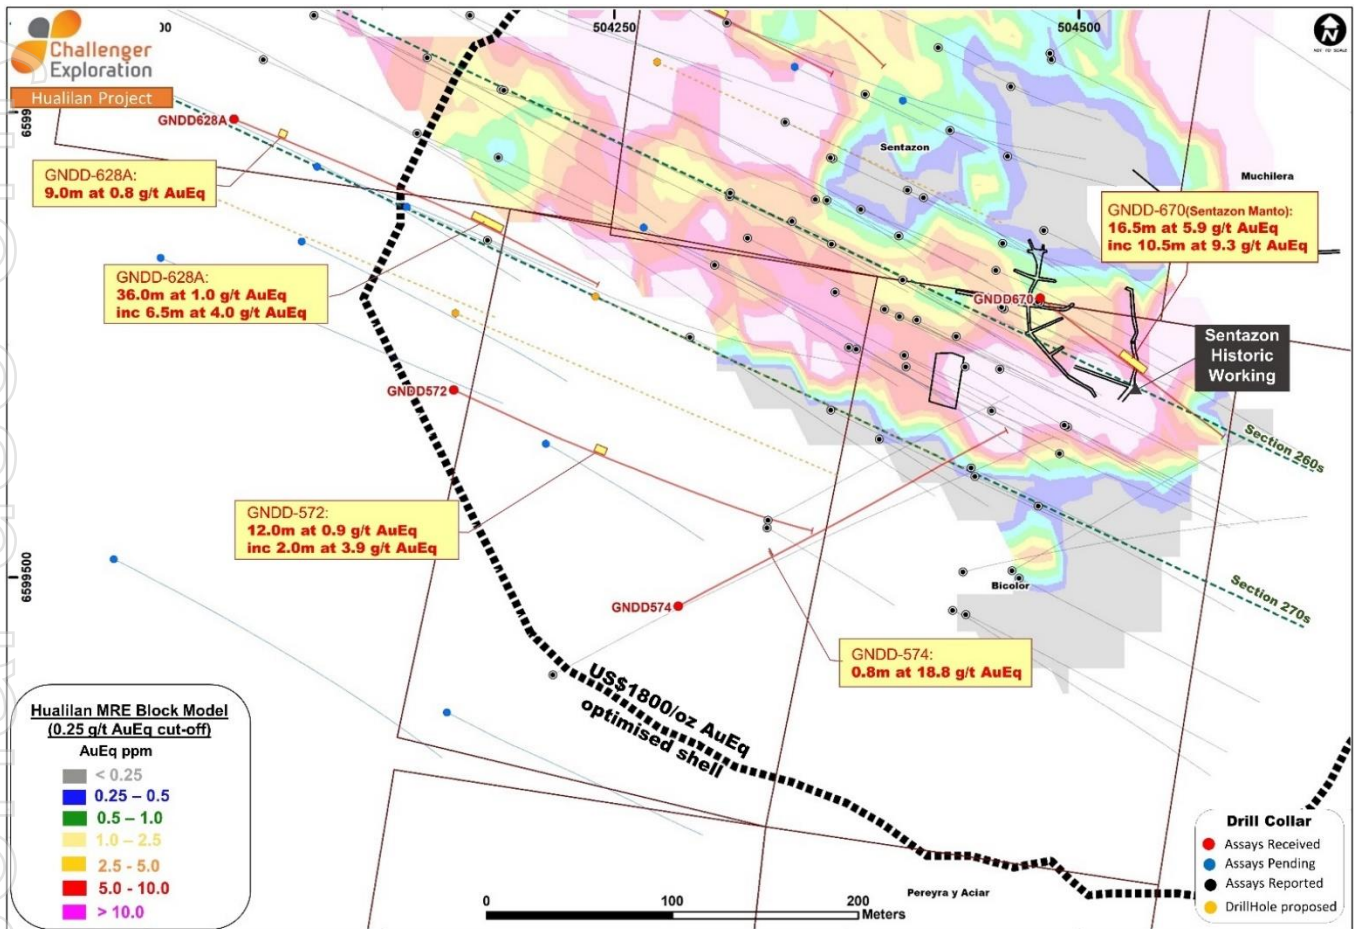 00
504250
504500
Challenger
Exploration
Hualilan Project
N
6599
GNDD628A
GNDD-628A:
9.0m at 0.8 g/t AuEq
Sentazon
Muchilera
GNDD-670(Sentazon Manto):
16.5m at 5.9 g/t AuEq
inc 10.5m at 9.3 g/t AuEq
GNDD-628A:
36.0m at 1.0 g/t AuEq
inc 6.5m at 4.0 g/t AuEq
GNDD670
Sentazon
Historic
Working
GNDD572
Section 260s
GNDD-572:
12.0m at 0.9 g/t AuEq
inc 2.0m at 3.9 g/t AuEq
6599500
Bicolor
Section 270s
GNDD574
GNDD-574:
0.8m at 18.8 g/t AuEq
US$1800/oz AuEq
optimised shell
Hualilan MRE Block Model
(0.25 g/t AuEq cut-off)
AuEq ppm
< 0.25
0.25 – 0.5
0.5 – 1.0
1.0 – 2.5
2.5 - 5.0
5.0 - 10.0
> 10.0
Drill Collar
Assays Received
Assays Pending
Assays Reported
DrillHole proposed
Pereyra y Aciar
0 100 200
Meters